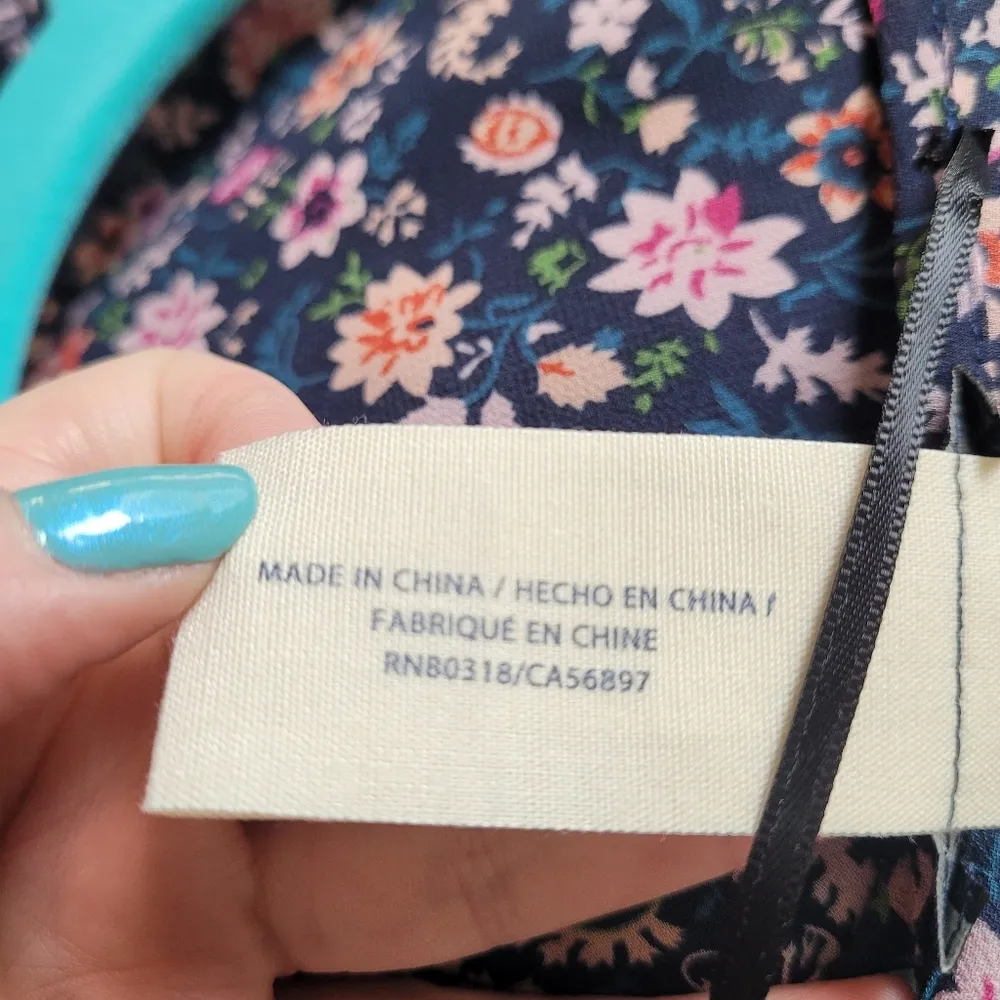 MADE IN CHINA / HECHO EN CHINA /
FABRIQUÉ EN CHINE
RN80318/CA56897